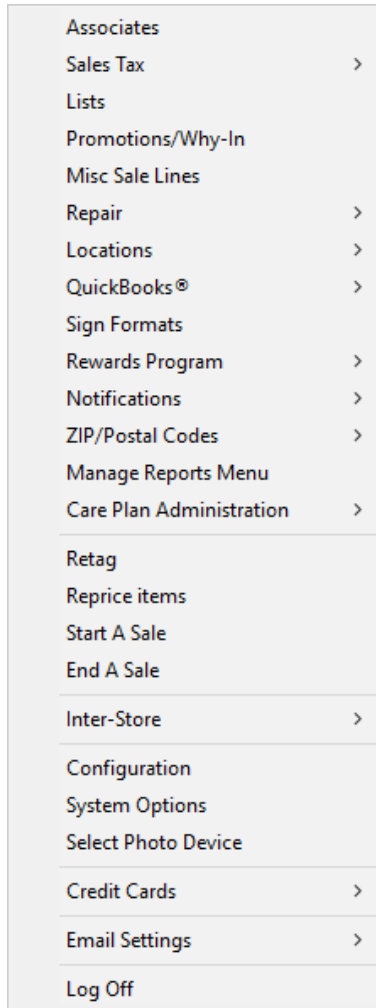 Associates
Sales Tax
Lists
Promotions/Why-In
Misc Sale Lines
Repair
Locations
QuickBooks®
Sign Formats
Rewards Program
Notifications
ZIP/Postal Codes
Manage Reports Menu
Care Plan Administration
Retag
Reprice items
Start A Sale
End A Sale
Inter-Store
Configuration
System Options
Select Photo Device
Credit Cards
Email Settings
Log Off